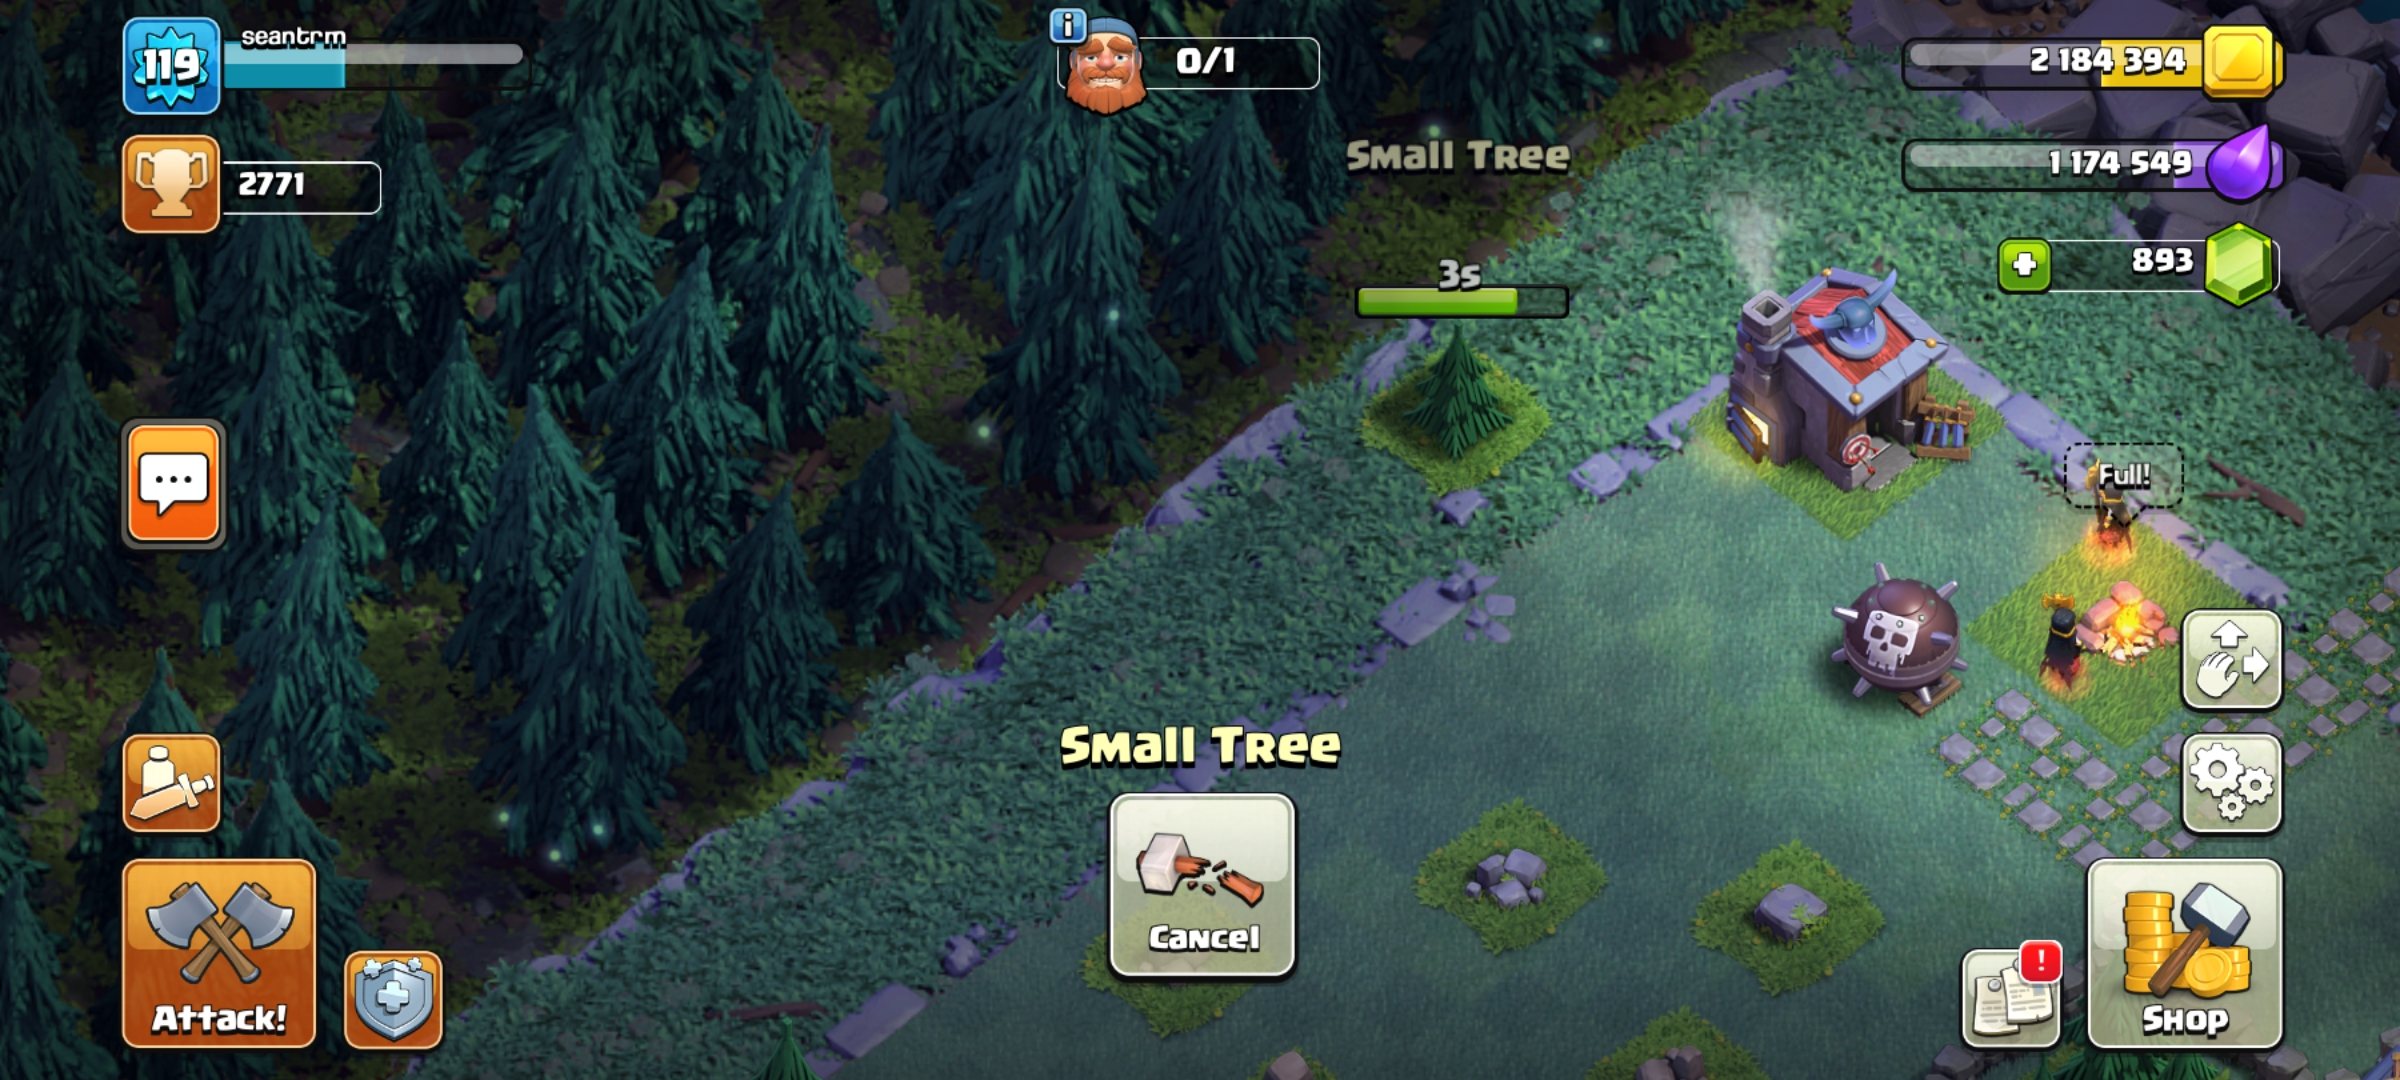 119
seantrm
i
0/1
2 184 394
Small Tree
1 174 549
2771
893
3s
Full!
Small Tree
Cancel
!
Attack!
Shop